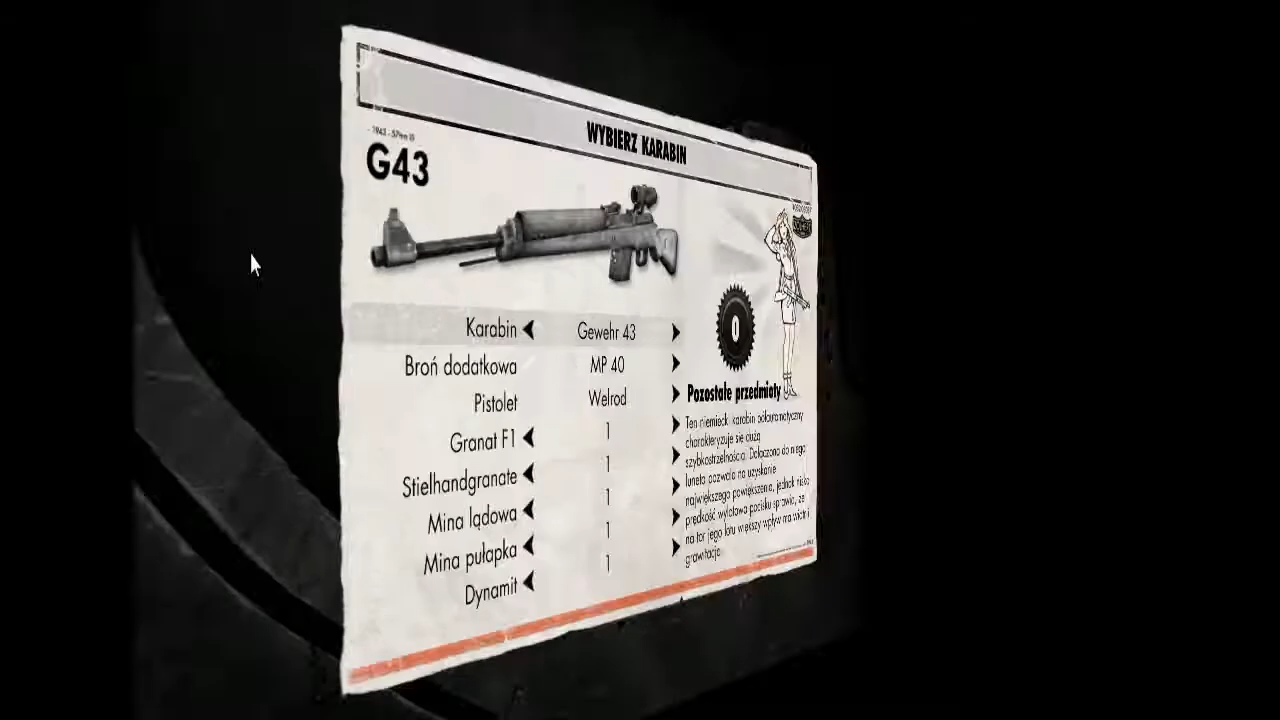 WYBIERZ KARABIN
G43
Karabin Gewehr 43
Broń dodatkowa MP 40
Pistolet Welrod
Granat F1 1
Stielhandgranate 1
Mina lądowa 1
Mina pułapka 1
Dynamit 1
0
Pozostałe przedmioty
Ten niemiecki karabin półautomatyczny
charakteryzuje się dużą
szybkostrzelnością. Dołączona do niego
luneta pozwala na uzyskanie
największego powiększenia, jednak niska
prędkość wylotowa pocisku sprawia, że
na tor jego lotu większy wpływ ma wiatr i
grawitacja.